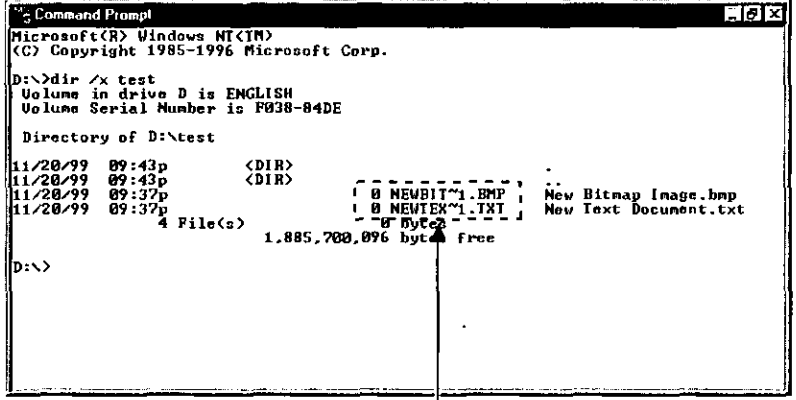 Command Prompt
Microsoft(R) Windows NT(TM)
(C) Copyright 1985-1996 Microsoft Corp.
D:\>dir /x test
Volume in drive D is ENGLISH
Volume Serial Number is F038-84DE
Directory of D:\test
11/20/99 09:43p <DIR> .
11/20/99 09:43p <DIR> ..
11/20/99 09:37p 0 NEWBIT~1.BMP New Bitmap Image.bmp
11/20/99 09:37p 0 NEWTEX~1.TXT New Text Document.txt
4 File(s) 0 bytes
1,885,700,096 bytes free
D:\>